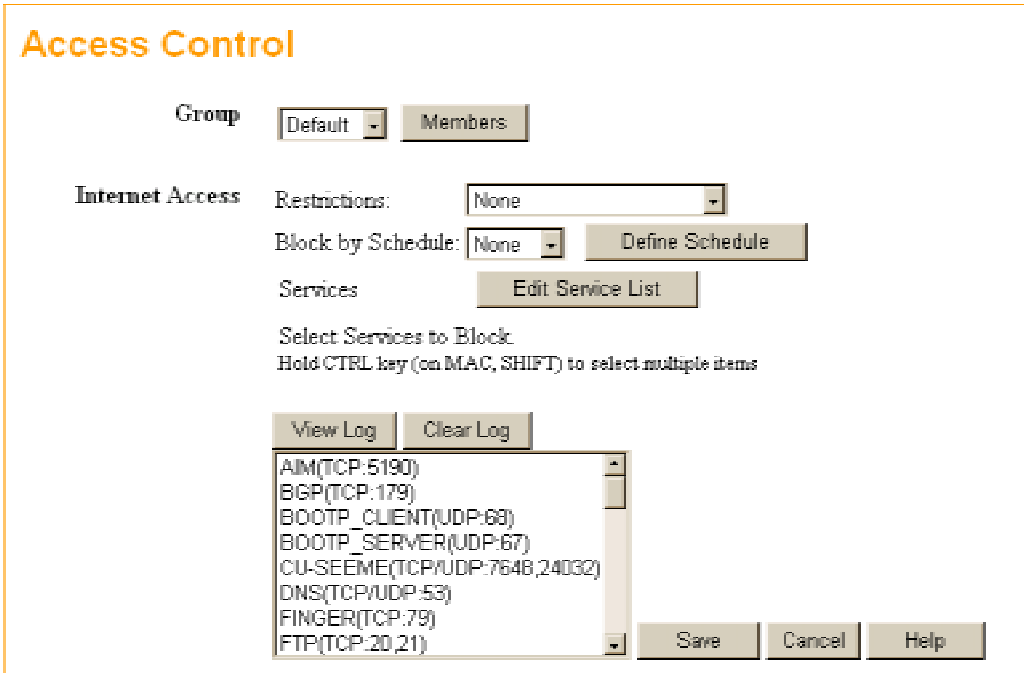 Access Control
Group Default Members
Internet Access Restrictions: None
Block by Schedule: None Define Schedule
Services Edit Service List
Select Services to Block.
Hold CTRL key (on MAC, SHIFT) to select multiple items
View Log Clear Log
AIM(TCP:5190)
BGP(TCP:179)
BOOTP_CLIENT(UDP:68)
BOOTP_SERVER(UDP:67)
CU-SEEME(TCP/UDP:7648,24032)
DNS(TCP/UDP:53)
FINGER(TCP:79)
FTP(TCP:20,21)
Save Cancel Help